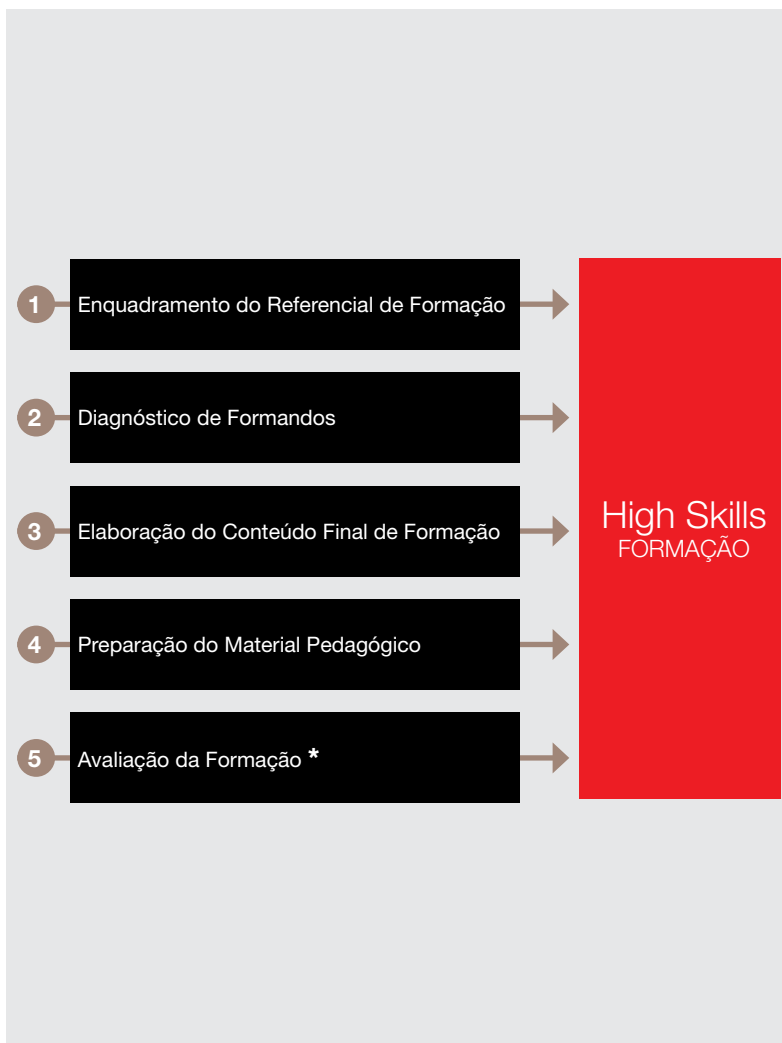 1 Enquadramento do Referencial de Formação
2 Diagnóstico de Formandos
3 Elaboração do Conteúdo Final de Formação
4 Preparação do Material Pedagógico
5 Avaliação da Formação *
High Skills
FORMAÇÃO